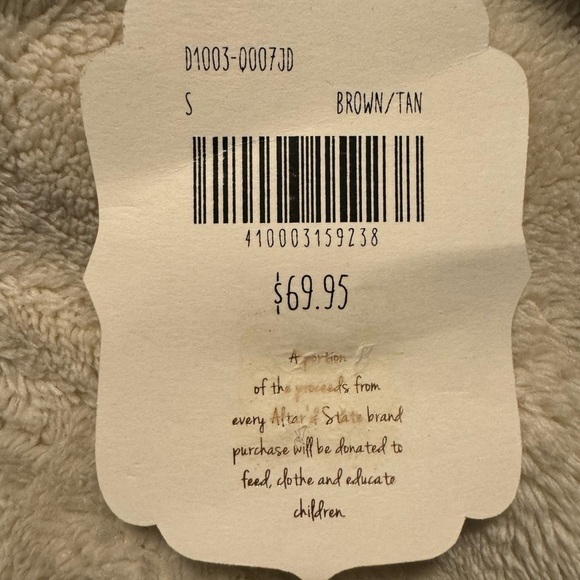 D1003-0007JD
S BROWN/TAN
410003159238
$69.95
A portion
of the proceeds from
every Altar'd State brand
purchase will be donated to
feed, clothe and educate
children.